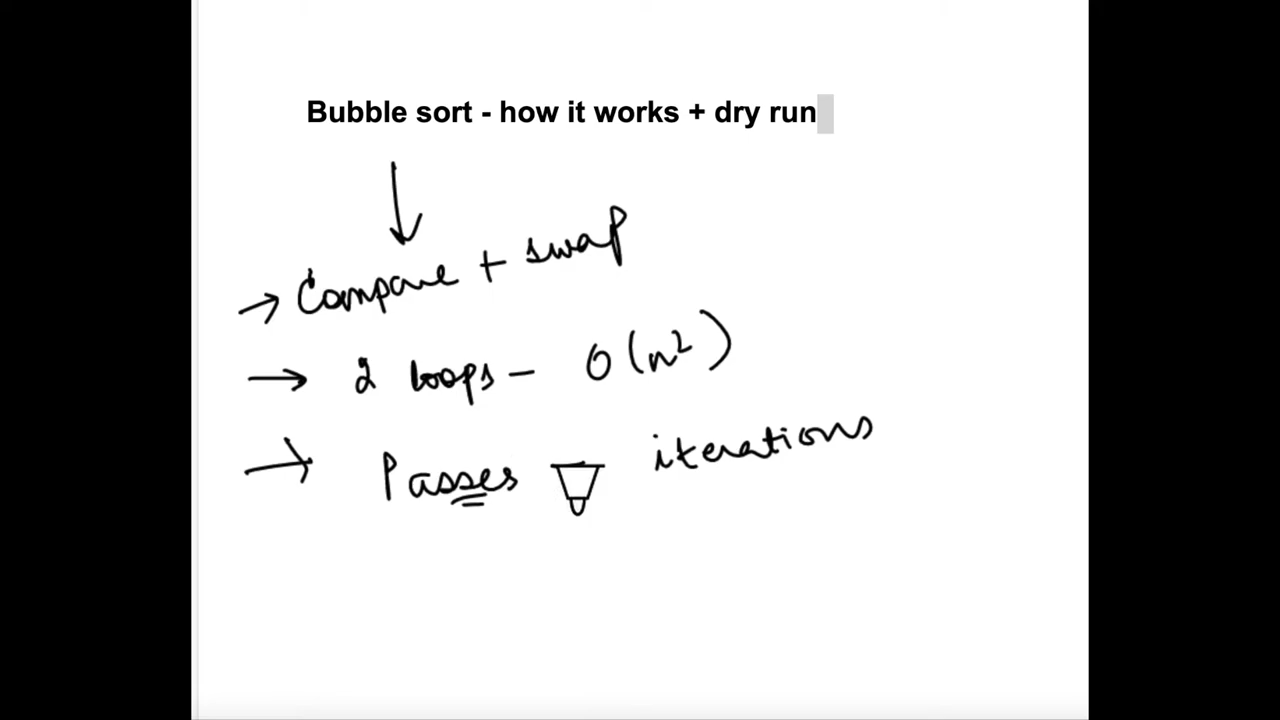 Bubble sort - how it works + dry run
→ Compare + swap
→ 2 loops - O(n²)
→ Passes iterations